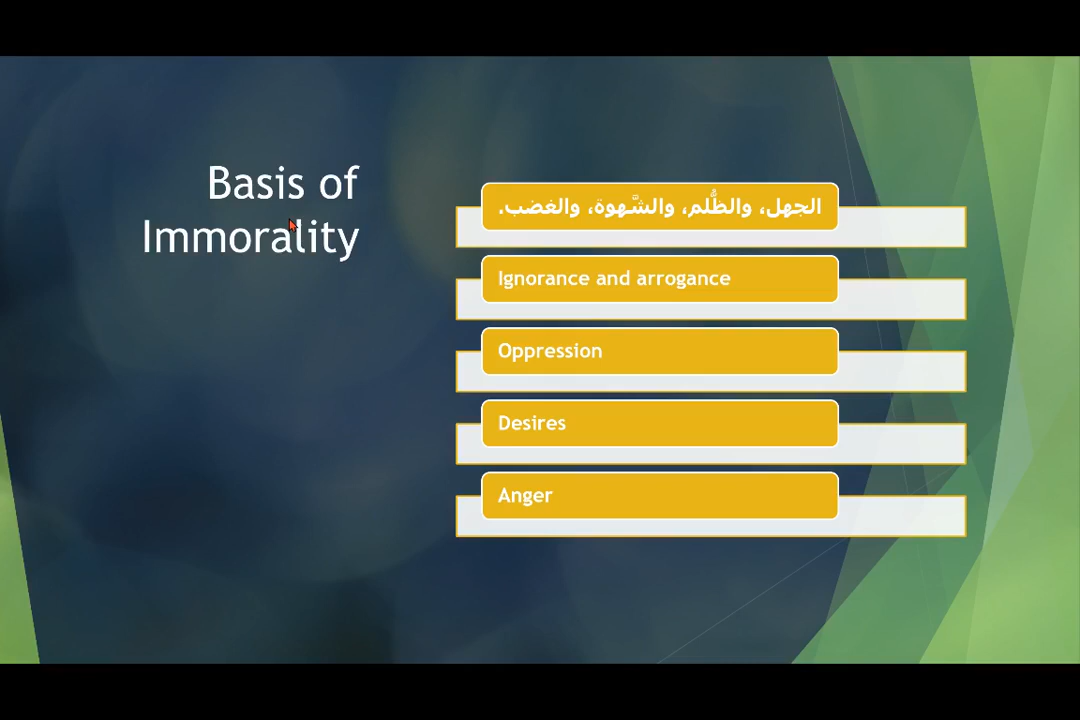 Basis of
Immorality
الجهل، والظُّلم، والشَّهوة، والغضب.
Ignorance and arrogance
Oppression
Desires
Anger